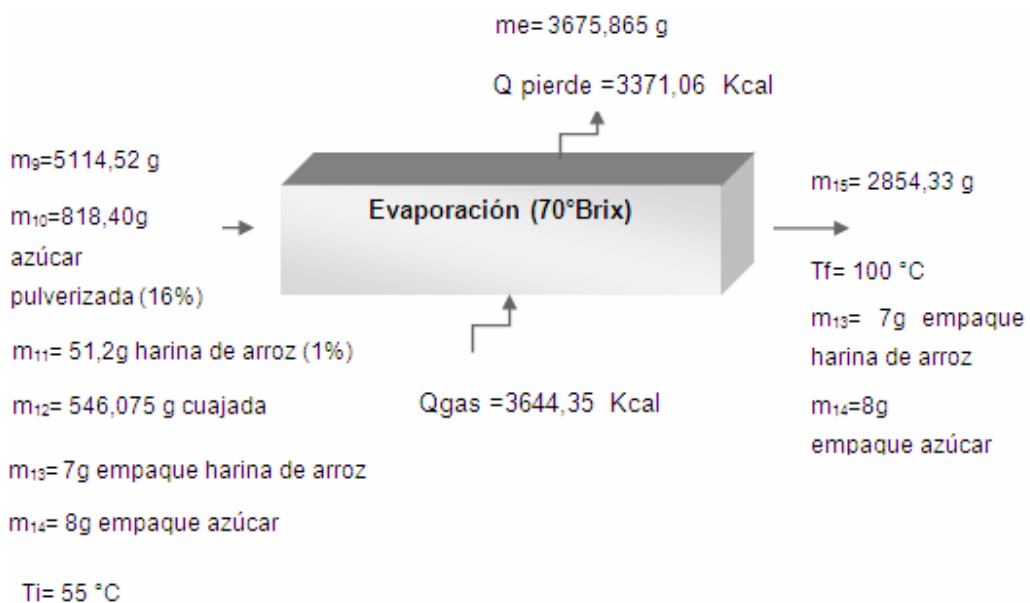 me= 3675,865 g
Q pierde =3371,06 Kcal
m₉=5114,52 g
m₁₀=818,40g
azúcar
pulverizada (16%)
m₁₁= 51,2g harina de arroz (1%)
m₁₂= 546,075 g cuajada
m₁₃= 7g empaque harina de arroz
m₁₄= 8g empaque azúcar
Ti= 55 °C
Evaporación (70°Brix)
Qgas =3644,35 Kcal
m₁₅= 2854,33 g
Tf= 100 °C
m₁₃= 7g empaque
harina de arroz
m₁₄=8g
empaque azúcar